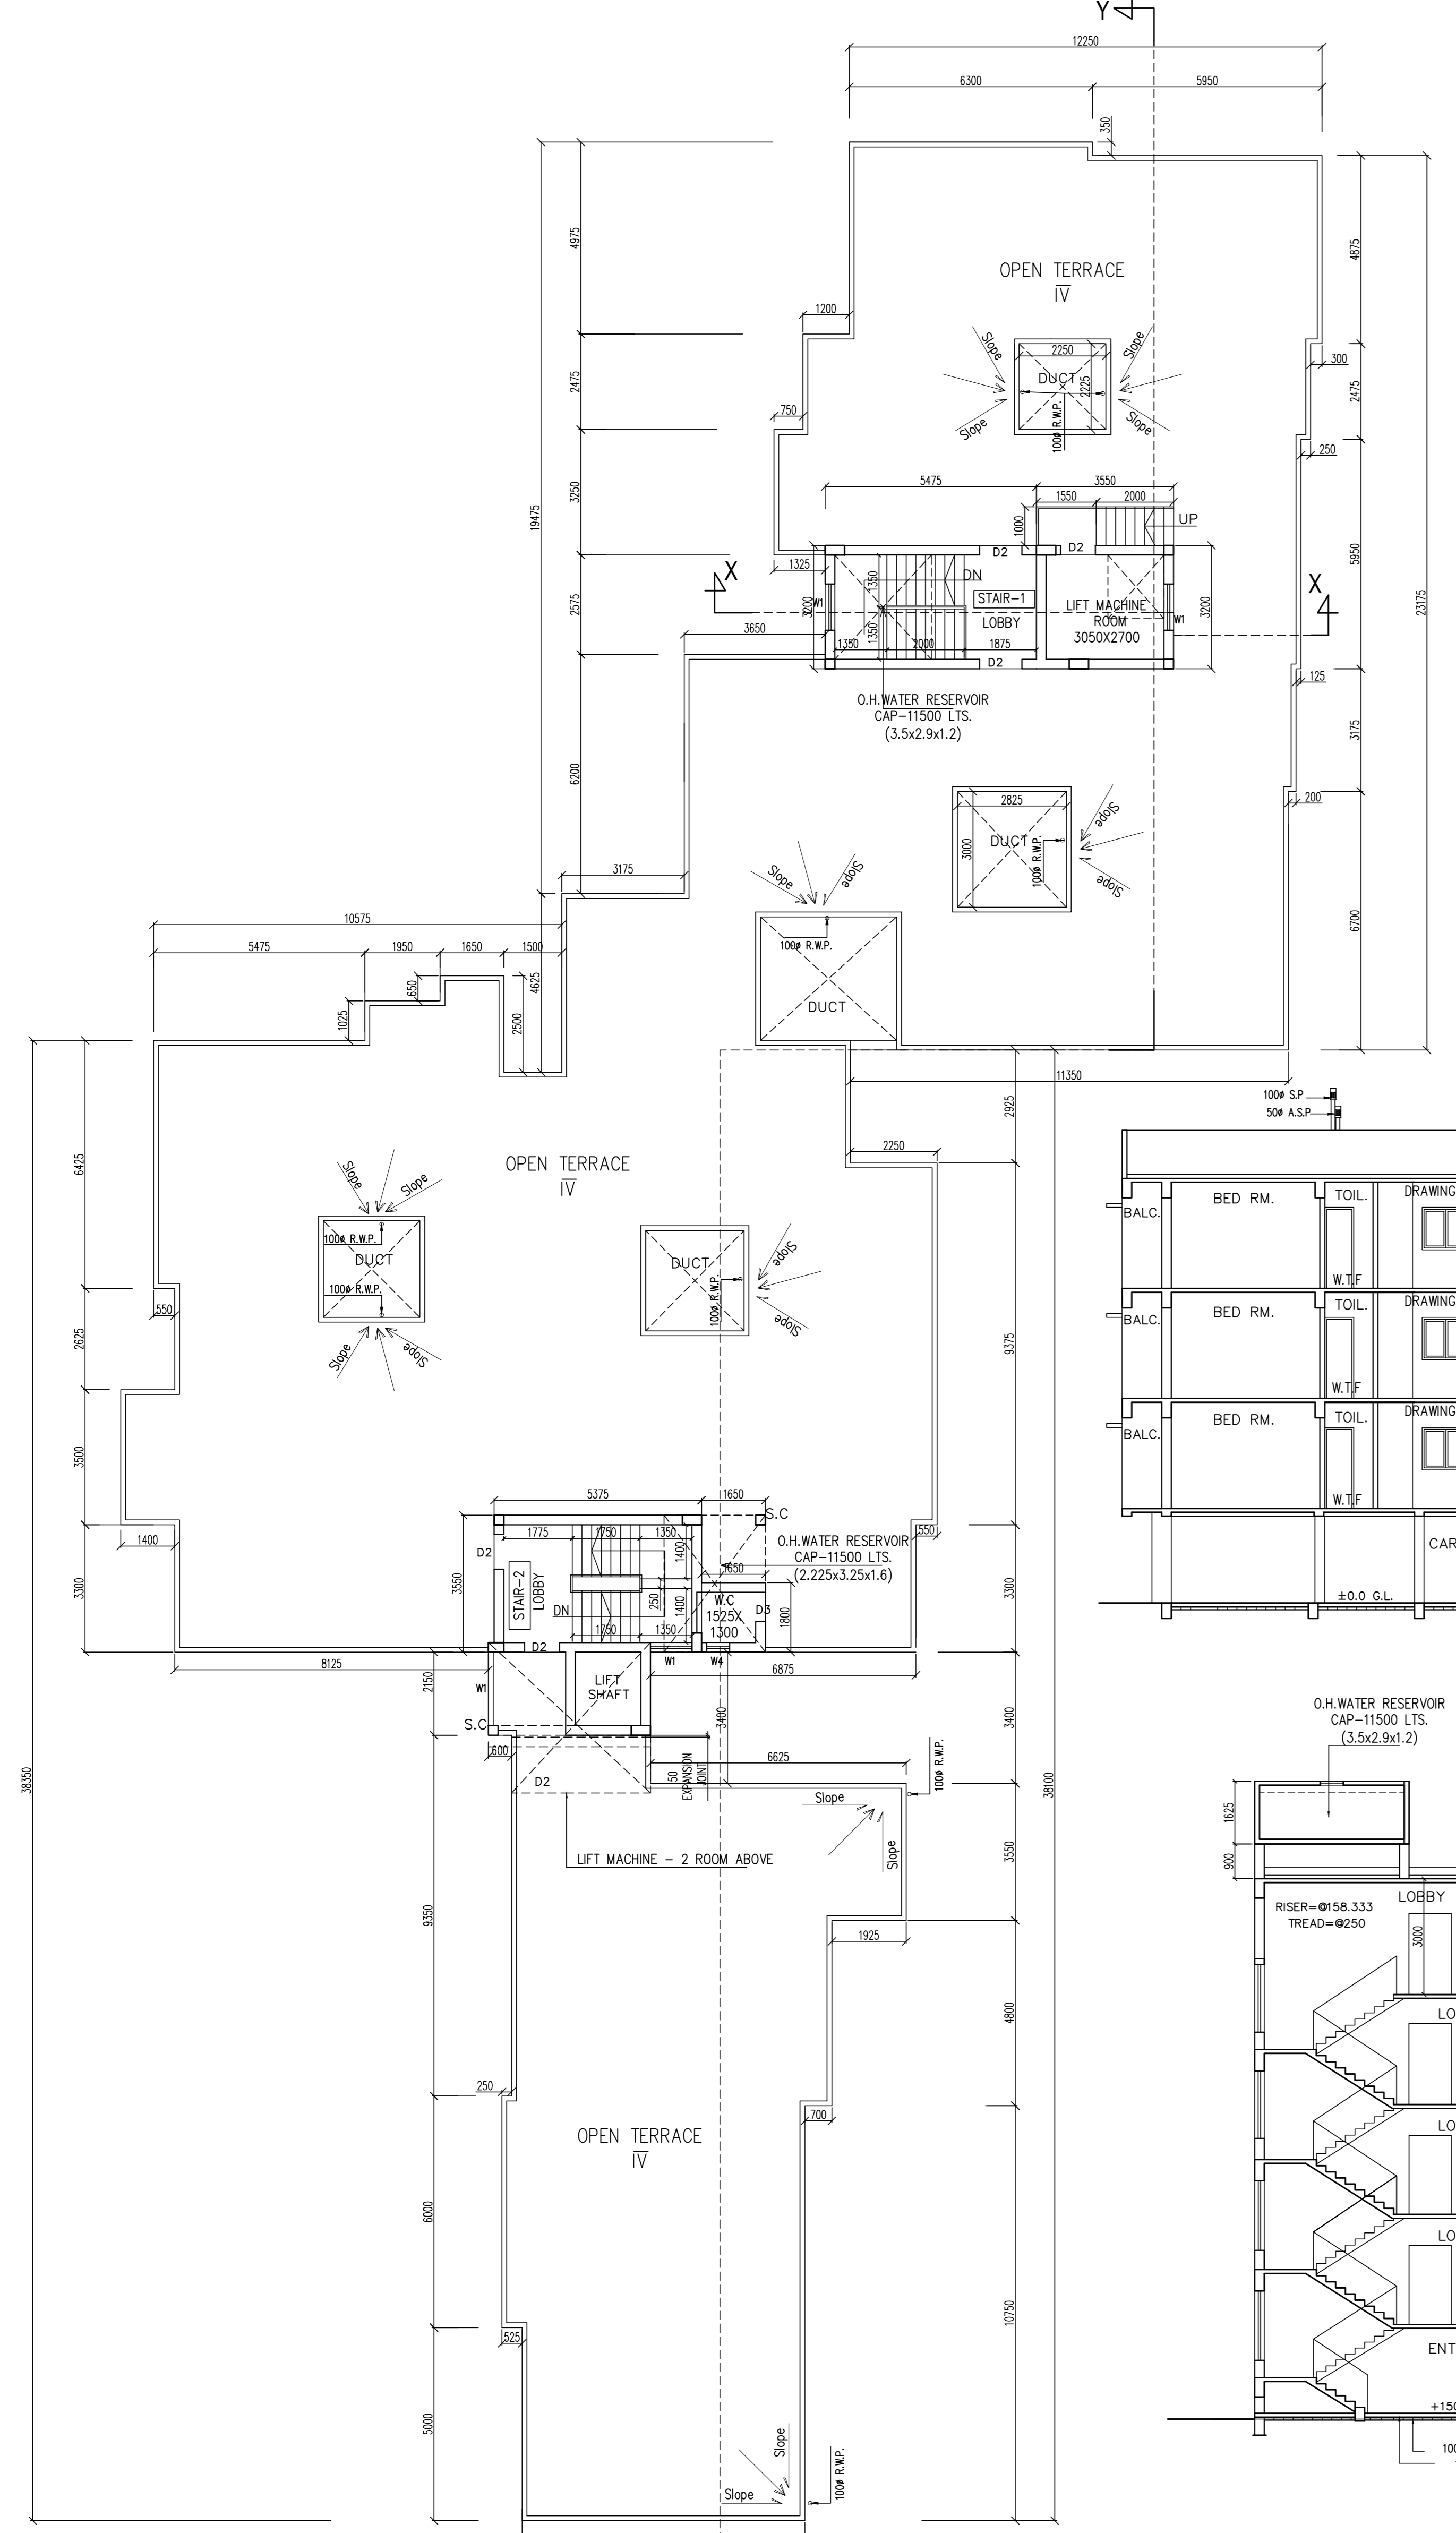 Y
12250
6300
5950
350
4975
4875
OPEN TERRACE
IV
1200
Slope
Slope
2250
300
DUCT
2225
2475
2475
750
Slope
Slope
100ø R.W.P.
250
19475
3250
5475
3550
1550
2000
1000
UP
5950
23175
D2
D2
X
1325
1350
DN
STAIR-1
X
2575
3200
W1
LIFT MACHINE
ROOM
3050X2700
W1
3200
LOBBY
3650
1350
1350
2000
1875
D2
125
O.H.WATER RESERVOIR
CAP-11500 LTS.
(3.5x2.9x1.2)
3175
6200
200
2825
Slope
DUCT
3000
100ø R.W.P.
Slope
Slope
Slope
3175
10575
100ø R.W.P.
6700
5475
1950
1650
1500
4625
650
1025
2500
DUCT
11350
100ø S.P
50ø A.S.P
2925
2250
6425
OPEN TERRACE
IV
Slope
Slope
100ø R.W.P.
DUCT
100ø R.W.P.
DUCT
100ø R.W.P.
Slope
Slope
550
Slope
Slope
2625
9375
BALC.
BED RM.
TOIL.
DRAWING
W.T.F
BALC.
BED RM.
TOIL.
DRAWING
W.T.F
BALC.
BED RM.
TOIL.
DRAWING
W.T.F
CAR
±0.0 G.L.
3500
5375
1650
S.C
1400
1775
1750
1350
550
D2
3550
STAIR-2
LOBBY
1400
O.H.WATER RESERVOIR
CAP-11500 LTS.
(2.225x3.25x1.6)
1650
3300
3300
250
DN
1400
W.C
1525X
1300
D3
1800
1750
1350
D2
W1
W4
8125
6875
2150
W1
LIFT
SHAFT
S.C
3400
3400
600
6625
D2
50
EXPANSION
JOINT
100ø R.W.P.
38350
38100
Slope
Slope
LIFT MACHINE - 2 ROOM ABOVE
3550
9350
1925
4800
250
700
OPEN TERRACE
IV
6000
10750
525
5000
Slope
Slope
100ø R.W.P.
O.H.WATER RESERVOIR
CAP-11500 LTS.
(3.5x2.9x1.2)
1625
900
LOBBY
RISER=@158.333
TREAD=@250
3000
LO
LO
LO
ENT
+150
100